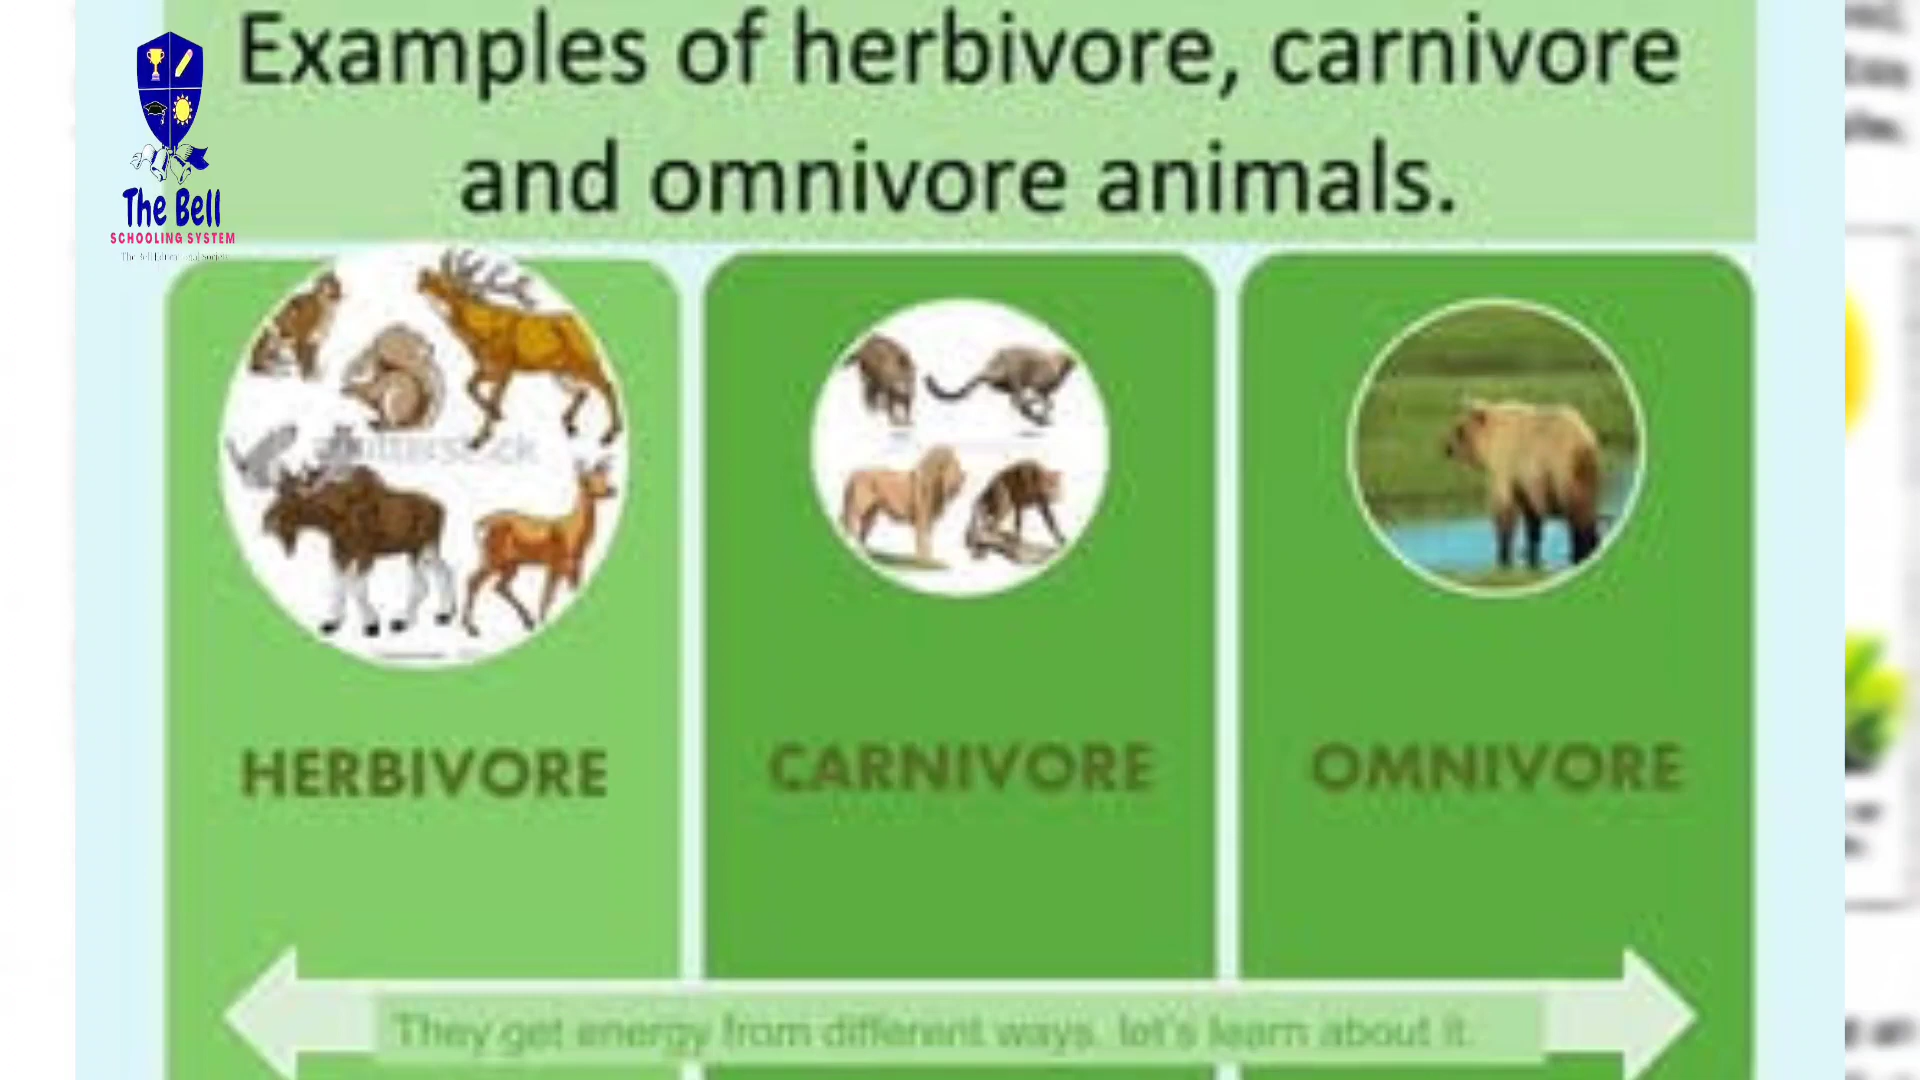 Examples of herbivore, carnivore
and omnivore animals.
The Bell
SCHOOLING SYSTEM
shutterstock
HERBIVORE
CARNIVORE
OMNIVORE
They get energy from different ways. let's learn about it.